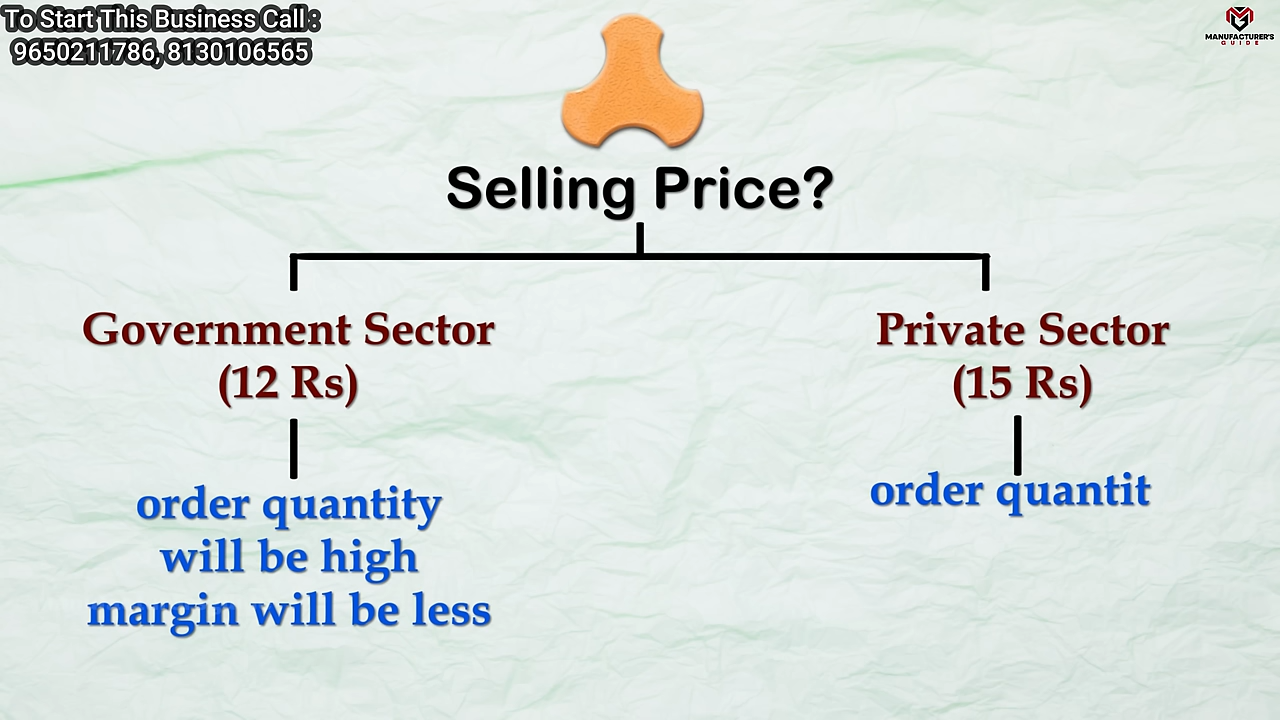 To Start This Business Call :
9650211786, 8130106565
MANUFACTURER'S
GUIDE
Selling Price?
Government Sector
(12 Rs)
order quantity
will be high
margin will be less
Private Sector
(15 Rs)
order quantit